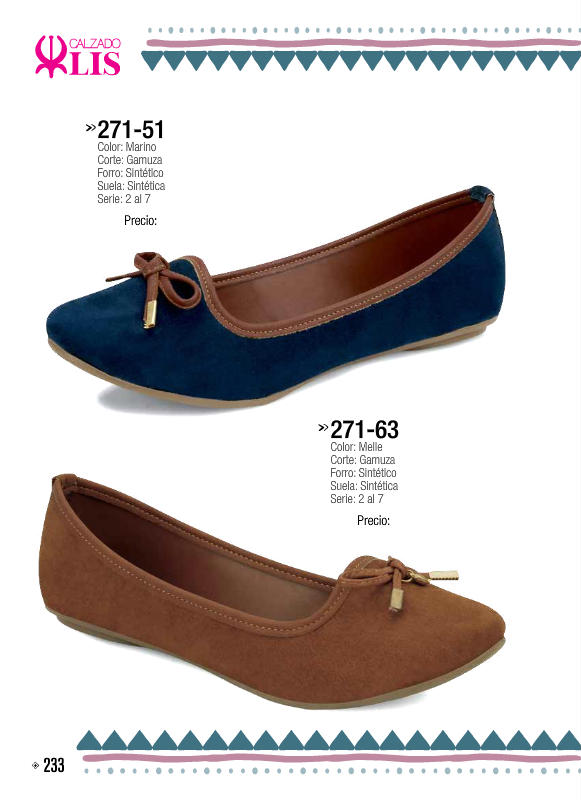 CALZADO
LIS
271-51
Color: Marino
Corte: Gamuza
Forro: Sintético
Suela: Sintética
Serie: 2 al 7
Precio:
271-63
Color: Melle
Corte: Gamuza
Forro: Sintético
Suela: Sintética
Serie: 2 al 7
Precio:
233